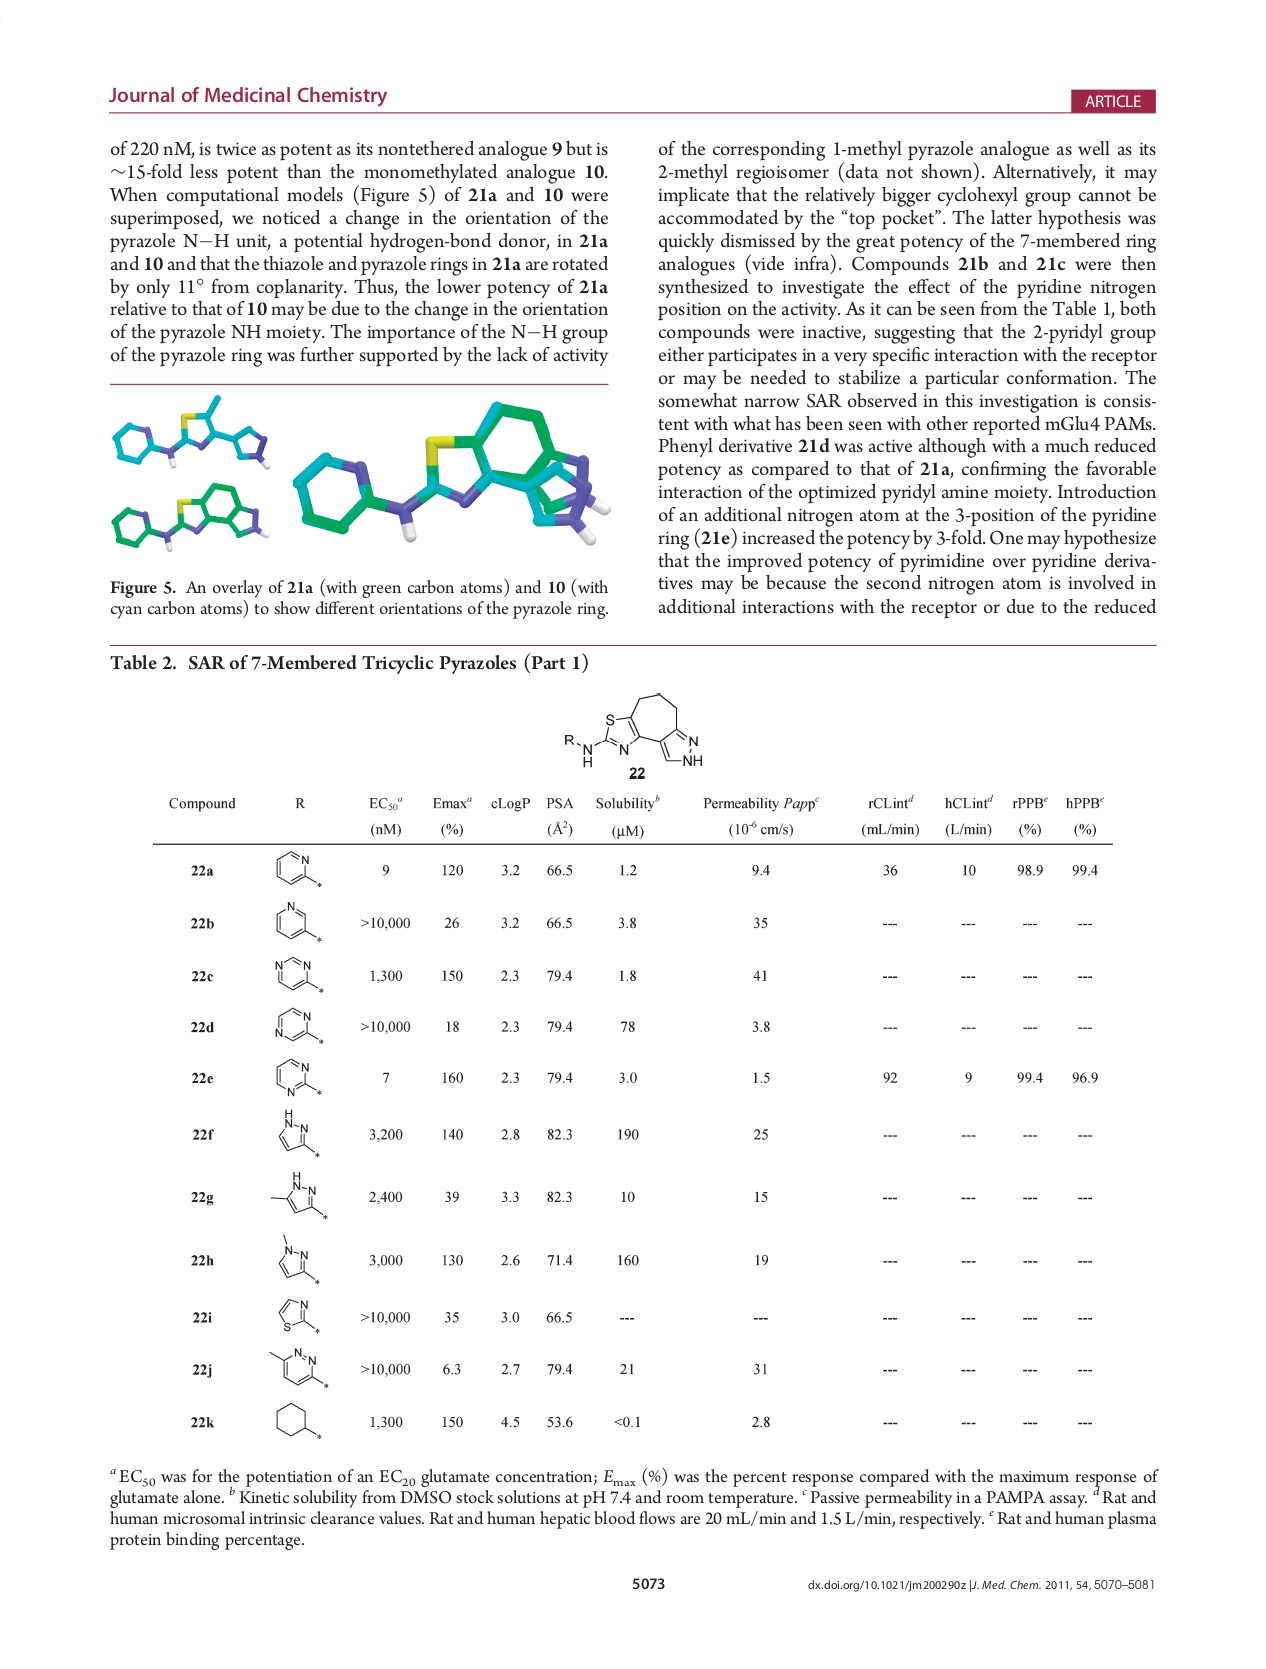 Journal of Medicinal Chemistry
ARTICLE
of 220 nM, is twice as potent as its nontethered analogue 9 but is
∼15-fold less potent than the monomethylated analogue 10.
When computational models (Figure 5) of 21a and 10 were
superimposed, we noticed a change in the orientation of the
pyrazole N−H unit, a potential hydrogen-bond donor, in 21a
and 10 and that the thiazole and pyrazole rings in 21a are rotated
by only 11° from coplanarity. Thus, the lower potency of 21a
relative to that of 10 may be due to the change in the orientation
of the pyrazole NH moiety. The importance of the N−H group
of the pyrazole ring was further supported by the lack of activity
Figure 5. An overlay of 21a (with green carbon atoms) and 10 (with
cyan carbon atoms) to show different orientations of the pyrazole ring.
of the corresponding 1-methyl pyrazole analogue as well as its
2-methyl regioisomer (data not shown). Alternatively, it may
implicate that the relatively bigger cyclohexyl group cannot be
accommodated by the “top pocket”. The latter hypothesis was
quickly dismissed by the great potency of the 7-membered ring
analogues (vide infra). Compounds 21b and 21c were then
synthesized to investigate the effect of the pyridine nitrogen
position on the activity. As it can be seen from the Table 1, both
compounds were inactive, suggesting that the 2-pyridyl group
either participates in a very specific interaction with the receptor
or may be needed to stabilize a particular conformation. The
somewhat narrow SAR observed in this investigation is consis-
tent with what has been seen with other reported mGlu4 PAMs.
Phenyl derivative 21d was active although with a much reduced
potency as compared to that of 21a, confirming the favorable
interaction of the optimized pyridyl amine moiety. Introduction
of an additional nitrogen atom at the 3-position of the pyridine
ring (21e) increased the potency by 3-fold. One may hypothesize
that the improved potency of pyrimidine over pyridine deriva-
tives may be because the second nitrogen atom is involved in
additional interactions with the receptor or due to the reduced
Table 2. SAR of 7-Membered Tricyclic Pyrazoles (Part 1)
R N H S N N NH
22
Compound R EC50a Emaxa cLogP PSA Solubilityb Permeability Pappc rCLintd hCLintd rPPBe hPPBe
(nM) (%) (Å2) (μM) (10-6 cm/s) (mL/min) (L/min) (%) (%)
22a N * 9 120 3.2 66.5 1.2 9.4 36 10 98.9 99.4
22b N * >10,000 26 3.2 66.5 3.8 35 --- --- --- ---
22c N N * 1,300 150 2.3 79.4 1.8 41 --- --- --- ---
22d N N * >10,000 18 2.3 79.4 78 3.8 --- --- --- ---
22e N N * 7 160 2.3 79.4 3.0 1.5 92 9 99.4 96.9
22f H N N * 3,200 140 2.8 82.3 190 25 --- --- --- ---
22g H N N * 2,400 39 3.3 82.3 10 15 --- --- --- ---
22h N N * 3,000 130 2.6 71.4 160 19 --- --- --- ---
22i N S * >10,000 35 3.0 66.5 --- --- --- --- --- ---
22j N N * >10,000 6.3 2.7 79.4 21 31 --- --- --- ---
22k * 1,300 150 4.5 53.6 <0.1 2.8 --- --- --- ---
a EC50 was for the potentiation of an EC20 glutamate concentration; Emax (%) was the percent response compared with the maximum response of
glutamate alone. b Kinetic solubility from DMSO stock solutions at pH 7.4 and room temperature. c Passive permeability in a PAMPA assay. d Rat and
human microsomal intrinsic clearance values. Rat and human hepatic blood flows are 20 mL/min and 1.5 L/min, respectively. e Rat and human plasma
protein binding percentage.
5073
dx.doi.org/10.1021/jm200290z |J. Med. Chem. 2011, 54, 5070–5081